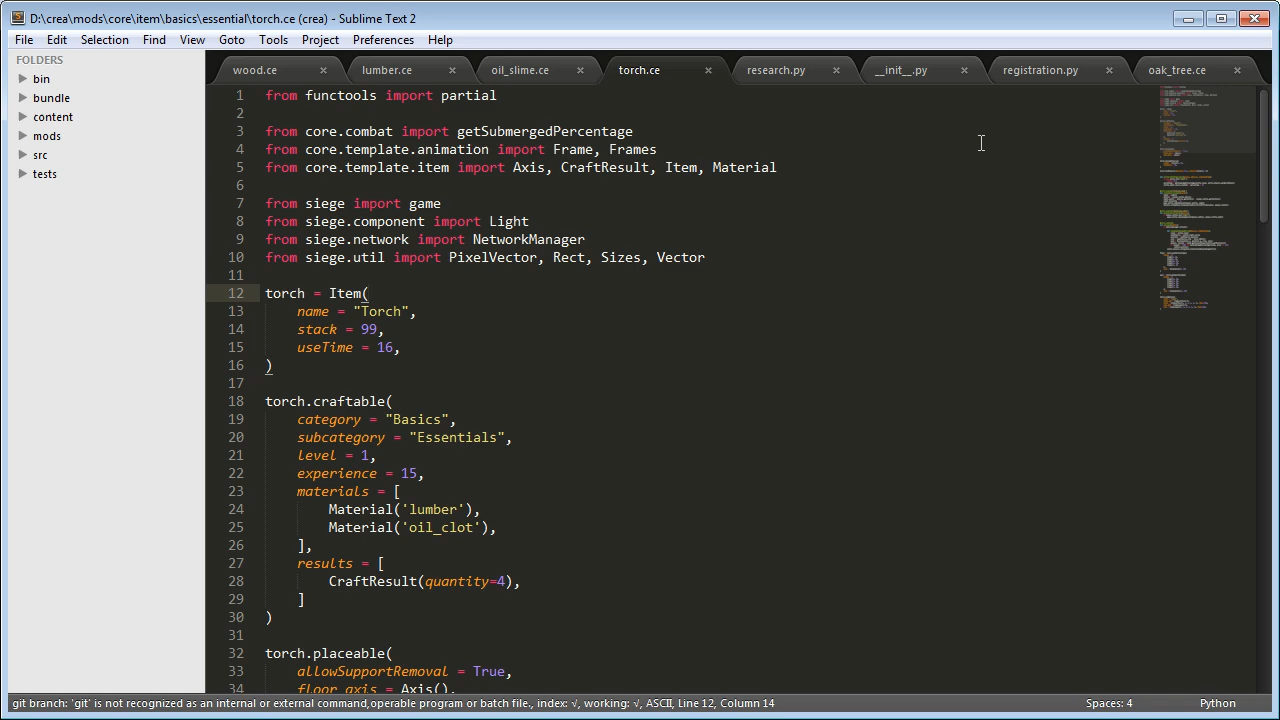 D:\crea\mods\core\item\basics\essential\torch.ce (crea) - Sublime Text 2
File Edit Selection Find View Goto Tools Project Preferences Help
FOLDERS
bin
bundle
content
mods
src
tests
wood.ce lumber.ce oil_slime.ce torch.ce research.py __init__.py registration.py oak_tree.ce
1 from functools import partial
2
3 from core.combat import getSubmergedPercentage
4 from core.template.animation import Frame, Frames
5 from core.template.item import Axis, CraftResult, Item, Material
6
7 from siege import game
8 from siege.component import Light
9 from siege.network import NetworkManager
10 from siege.util import PixelVector, Rect, Sizes, Vector
11
12 torch = Item(
13     name = "Torch",
14     stack = 99,
15     useTime = 16,
16 )
17
18 torch.craftable(
19     category = "Basics",
20     subcategory = "Essentials",
21     level = 1,
22     experience = 15,
23     materials = [
24         Material('lumber'),
25         Material('oil_clot'),
26     ],
27     results = [
28         CraftResult(quantity=4),
29     ]
30 )
31
32 torch.placeable(
33     allowSupportRemoval = True,
34     floor_axis = Axis(),
git branch: 'git' is not recognized as an internal or external command,operable program or batch file., index: √, working: √, ASCII, Line 12, Column 14 Spaces: 4 Python